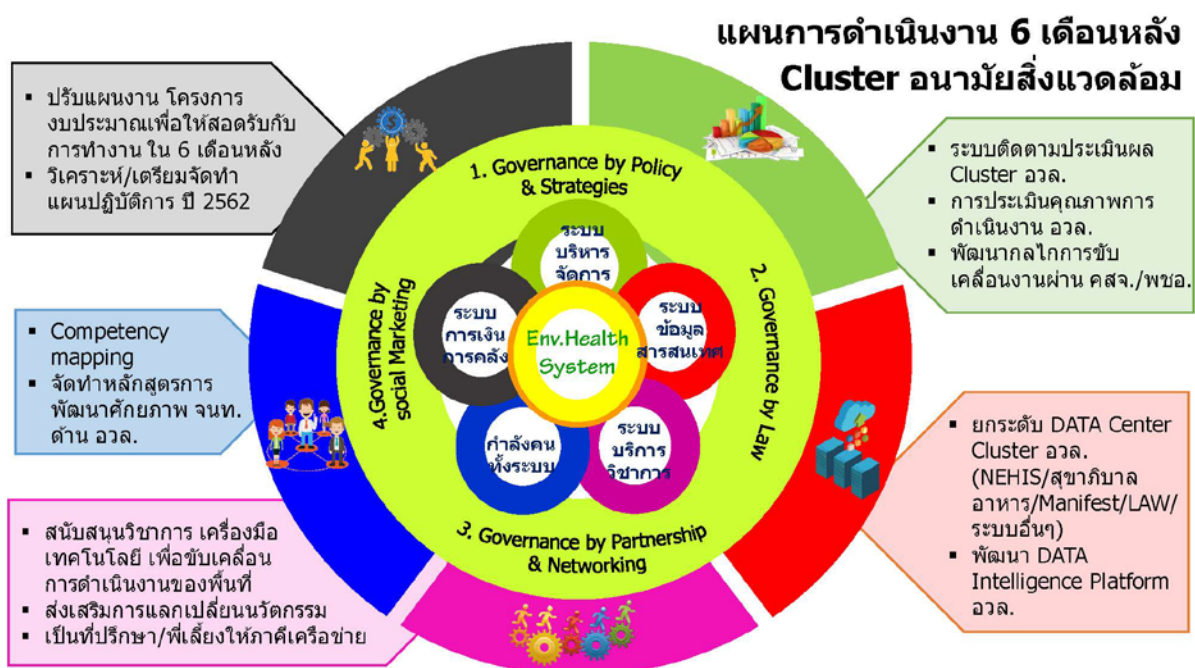 แผนการดำเนินงาน 6 เดือนหลัง
Cluster อนามัยสิ่งแวดล้อม
▪ ปรับแผนงาน โครงการ
งบประมาณเพื่อให้สอดรับกับ
การทำงาน ใน 6 เดือนหลัง
▪ วิเคราะห์/เตรียมจัดทำ
แผนปฏิบัติการ ปี 2562
▪ ระบบติดตามประเมินผล
Cluster อวล.
▪ การประเมินคุณภาพการ
ดำเนินงาน อวล.
▪ พัฒนากลไกการขับ
เคลื่อนงานผ่าน คสจ./พชอ.
▪ Competency
mapping
▪ จัดทำหลักสูตรการ
พัฒนาศักยภาพ จนท.
ด้าน อวล.
▪ ยกระดับ DATA Center
Cluster อวล.
(NEHIS/สุขาภิบาล
อาหาร/Manifest/LAW/
ระบบอื่นๆ)
▪ พัฒนา DATA
Intelligence Platform
อวล.
▪ สนับสนุนวิชาการ เครื่องมือ
เทคโนโลยี เพื่อขับเคลื่อน
การดำเนินงานของพื้นที่
▪ ส่งเสริมการแลกเปลี่ยนนวัตกรรม
▪ เป็นที่ปรึกษา/พี่เลี้ยงให้ภาคีเครือข่าย
1. Governance by Policy
& Strategies
2. Governance by Law
3. Governance by Partnership
& Networking
4.Governance by
social Marketing
ระบบ
บริหาร
จัดการ
ระบบ
ข้อมูล
สารสนเทศ
ระบบ
บริการ
วิชาการ
กำลังคน
ทั้งระบบ
ระบบ
การเงิน
การคลัง
Env.Health
System